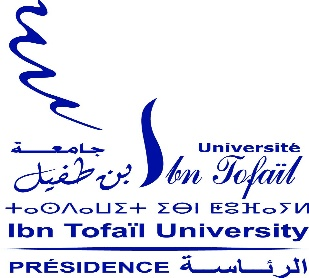 Université
جامعة
ابن طفيل Ibn Tofaïl
ⵜⴰⵙⴷⴰⵡⵉⵜ ⵉⴱⵏ ⵟⵓⴼⴰⵢⵍ
Ibn Tofaïl University
PRÉSIDENCE الرئاسة